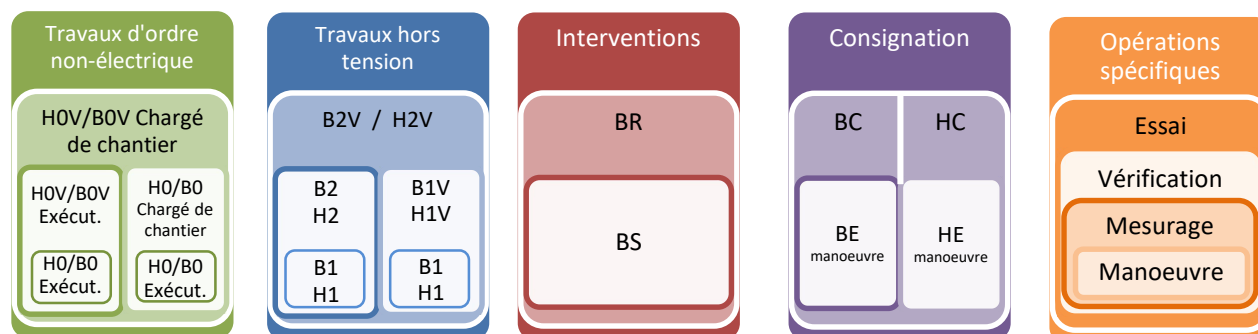 Travaux d'ordre
non-électrique
H0V/B0V Chargé
de chantier
H0V/B0V
Exécut.
H0/B0
Chargé de
chantier
H0/B0
Exécut.
H0/B0
Exécut.
Travaux hors
tension
B2V / H2V
B2
H2
B1V
H1V
B1
H1
B1
H1
Interventions
BR
BS
Consignation
BC
HC
BE
manoeuvre
HE
manoeuvre
Opérations
spécifiques
Essai
Vérification
Mesurage
Manoeuvre